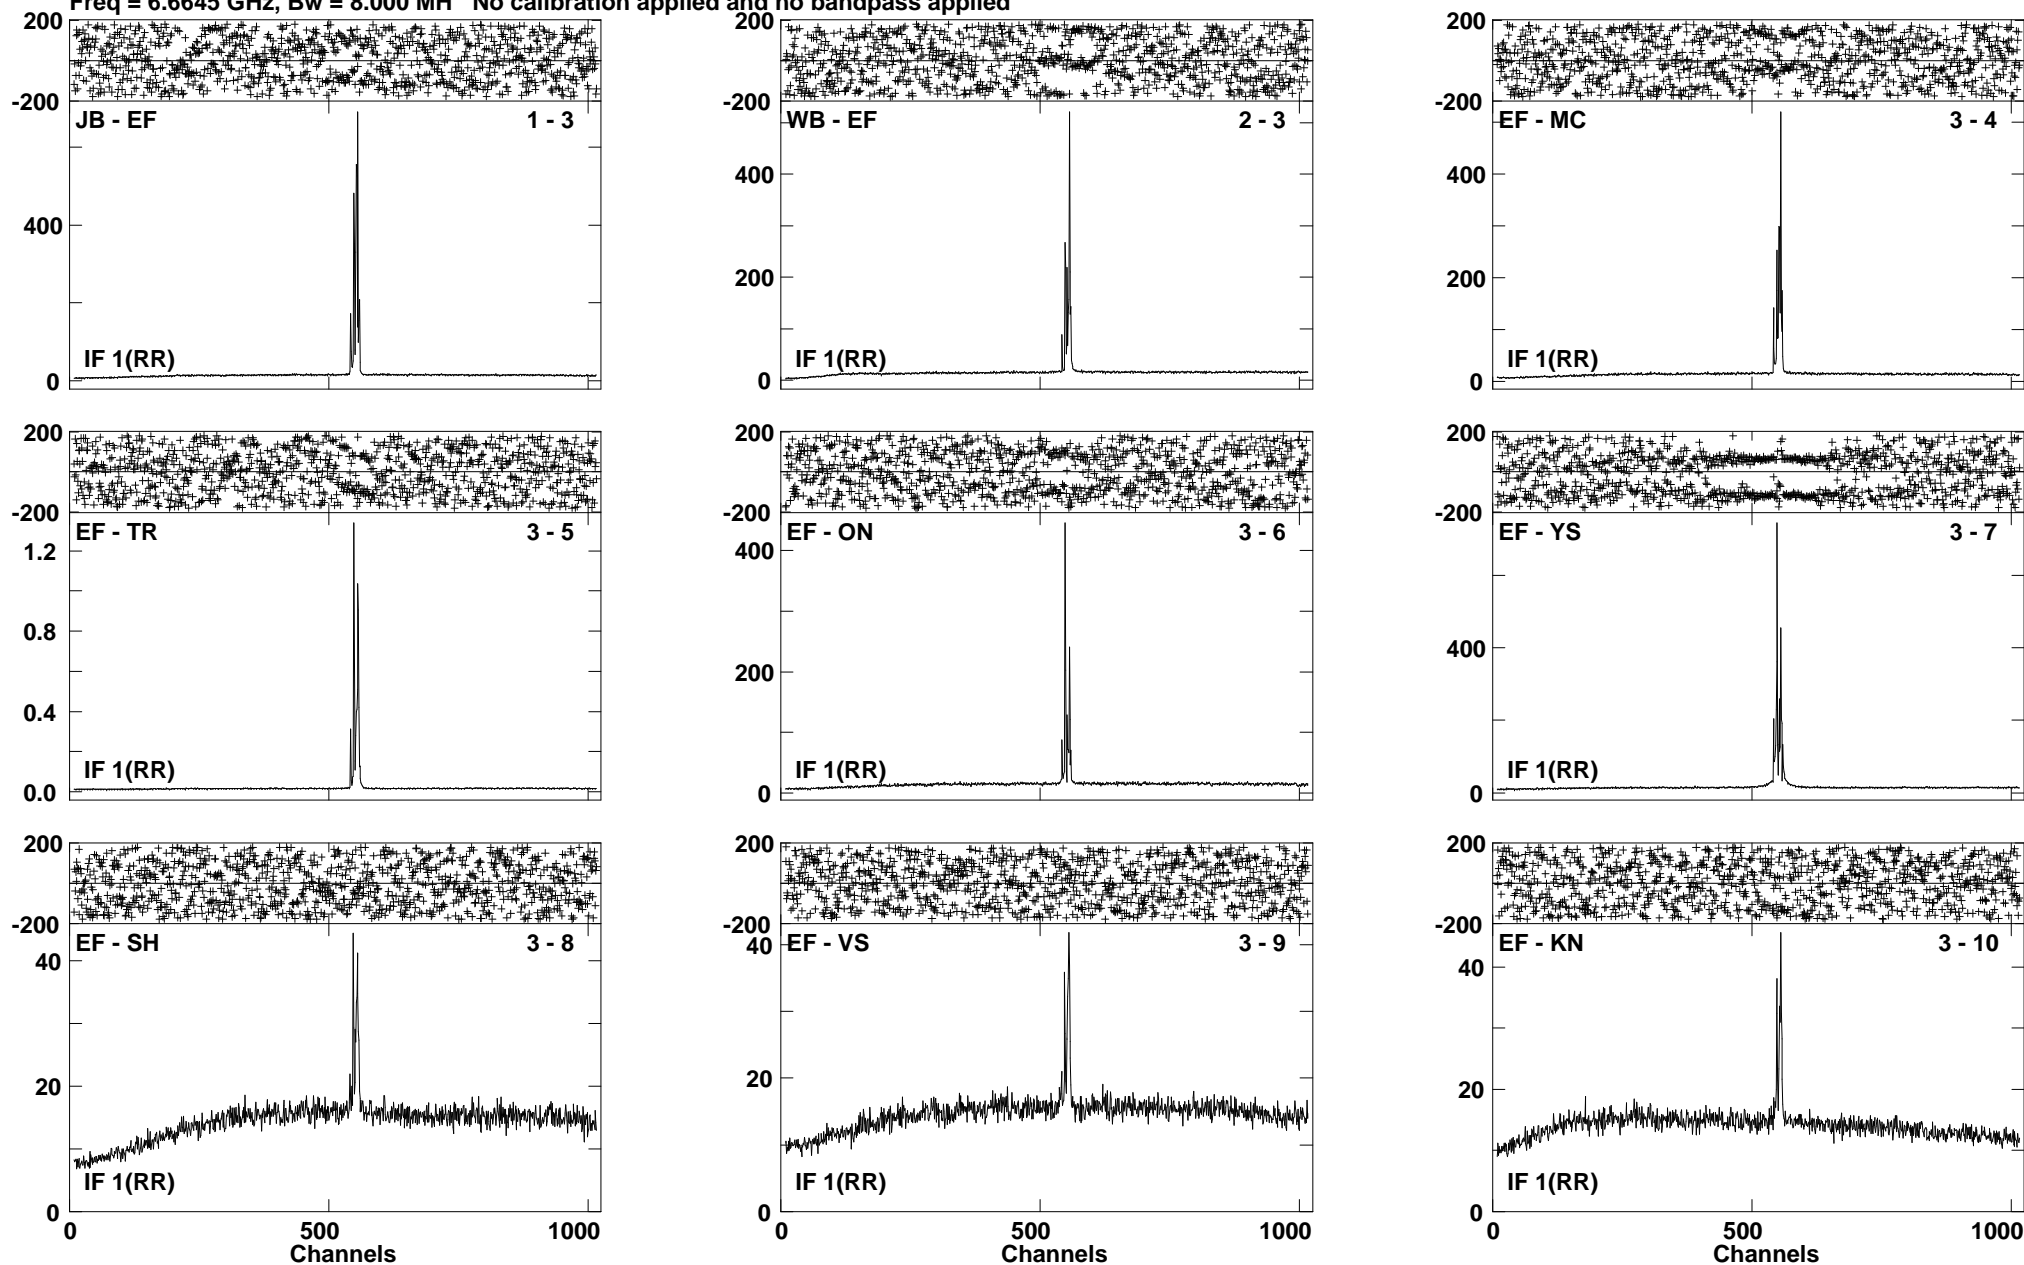 Freq = 6.6645 GHz, Bw = 8.000 MH No calibration applied and no bandpass applied
200
-200
JB - EF 1 - 3
400
0
IF 1(RR)
200
-200
WB - EF 2 - 3
400
200
0
IF 1(RR)
200
-200
EF - MC 3 - 4
400
200
0
IF 1(RR)
200
-200
EF - TR 3 - 5
1.2
0.8
0.4
0.0
IF 1(RR)
200
-200
EF - ON 3 - 6
400
200
0
IF 1(RR)
200
-200
EF - YS 3 - 7
400
0
IF 1(RR)
200
-200
EF - SH 3 - 8
40
20
0
IF 1(RR)
0 500 1000
Channels
200
-200
EF - VS 3 - 9
40
20
0
IF 1(RR)
0 500 1000
Channels
200
-200
EF - KN 3 - 10
40
20
0
IF 1(RR)
0 500 1000
Channels